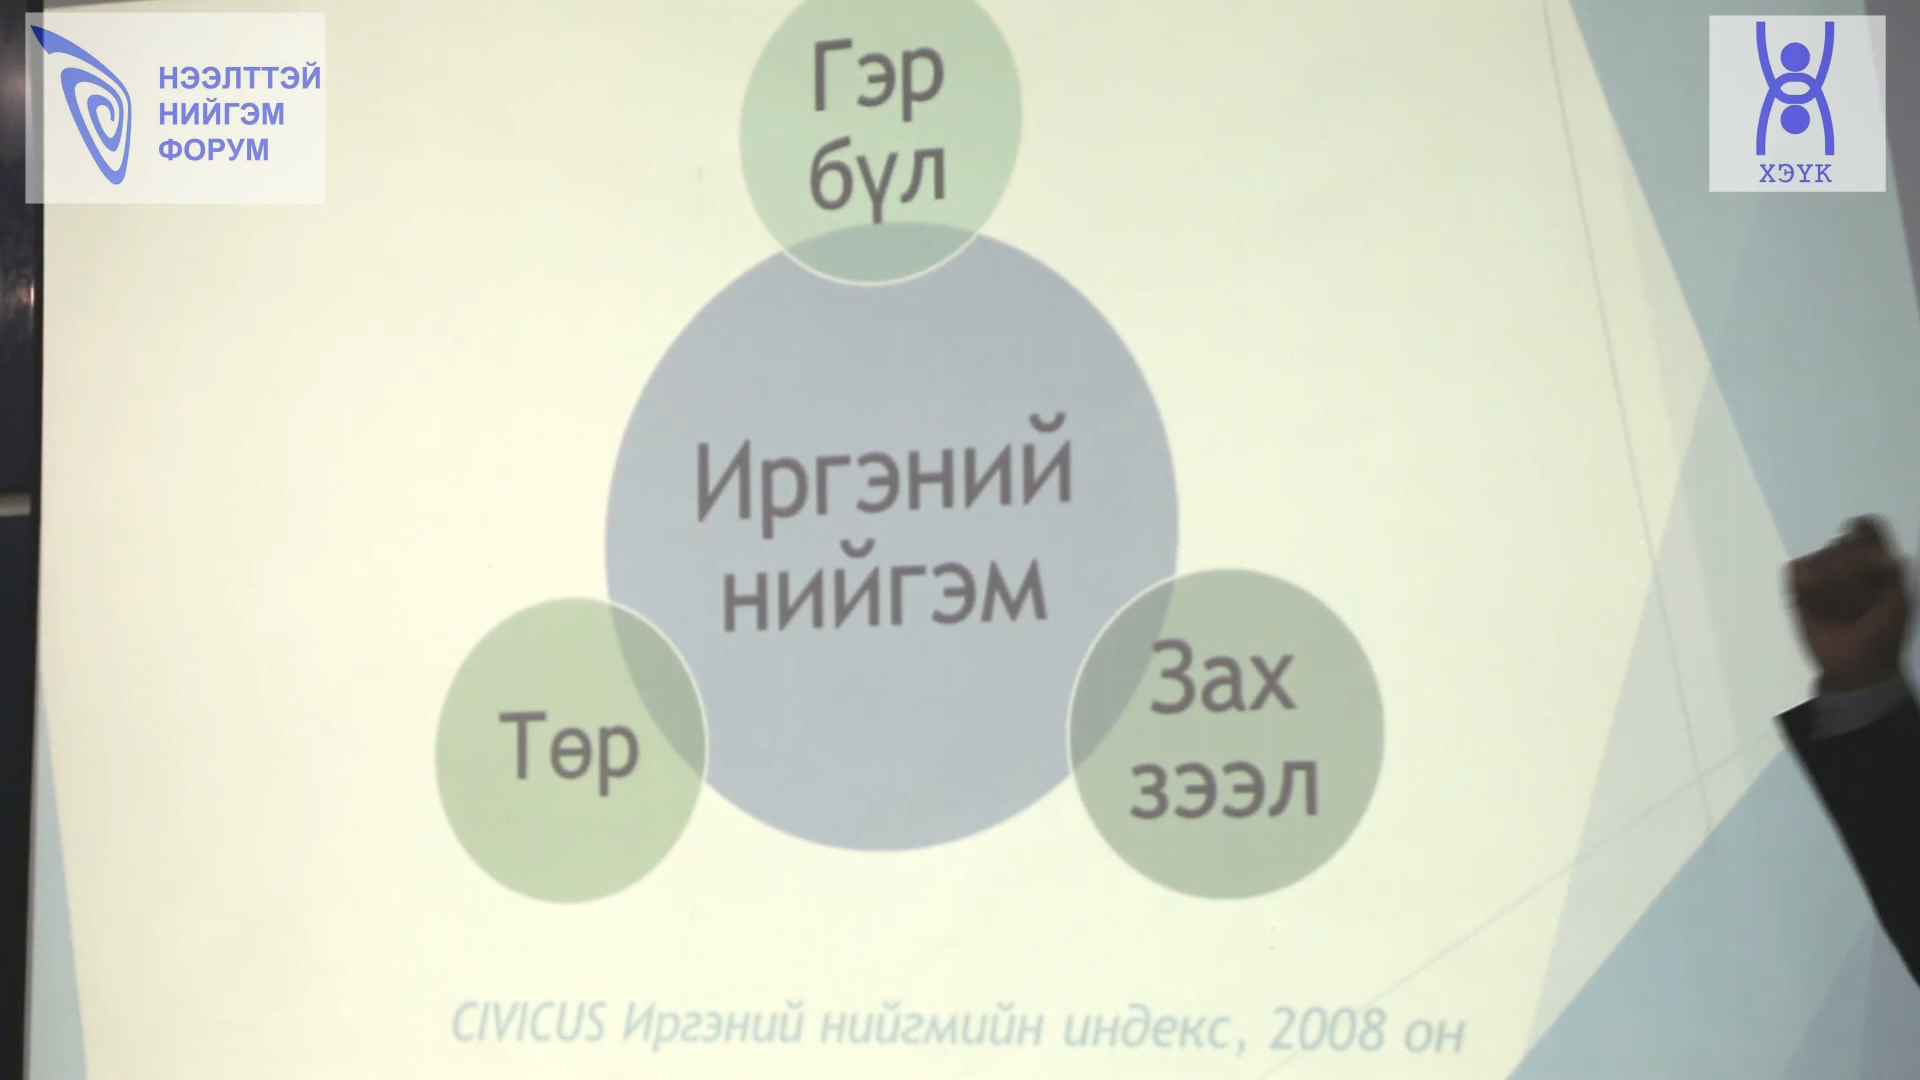 НЭЭЛТТЭЙ
НИЙГЭМ
ФОРУМ
ХЭҮК
Гэр
бүл
Иргэний
нийгэм
Төр
Зах
зээл
CIVICUS Иргэний нийгмийн индекс, 2008 он